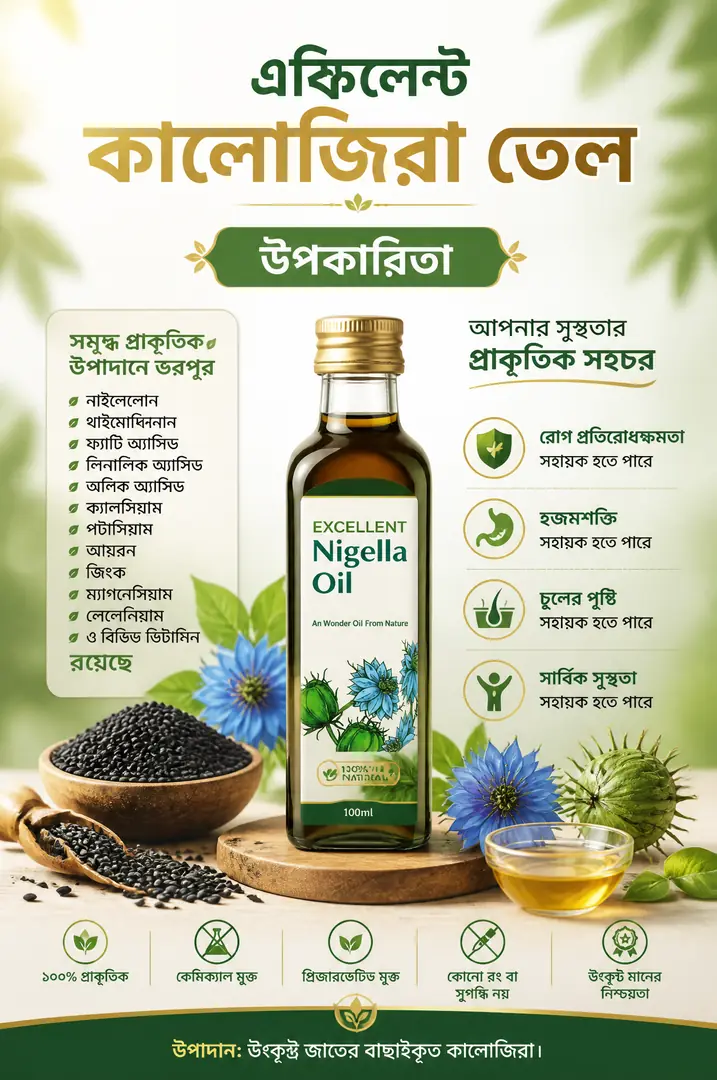 এক্সিলেন্ট
কালোজিরা তেল
উপকারিতা
সমৃদ্ধ প্রাকৃতিক
উপাদানে ভরপুর
নাইলেলোন
থাইমোদ্দিনান
ফ্যাটি অ্যাসিড
লিনালিক অ্যাসিড
অলিক অ্যাসিড
ক্যালসিয়াম
পটাসিয়াম
আয়রন
জিংক
ম্যাগনেসিয়াম
লেলেনিয়াম
ও বিভিড ভিটামিন
রয়েছে
আপনার সুস্থতার
প্রাকৃতিক সহচর
রোগ প্রতিরোধক্ষমতা
সহায়ক হতে পারে
হজমশক্তি
সহায়ক হতে পারে
চুলের পুষ্টি
সহায়ক হতে পারে
সার্বিক সুস্থতা
সহায়ক হতে পারে
EXCELLENT
Nigella
Oil
An Wonder Oil From Nature
NATURAL
100ml
১০০% প্রাকৃতিক
কেমিক্যাল মুক্ত
প্রিজারভেটিভ মুক্ত
কোনো রং বা
সুগন্ধি নয়
উৎকৃষ্ট মানের
নিশ্চয়তা
উপাদান: উৎকৃষ্ট জাতের বাছাইকৃত কালোজিরা।